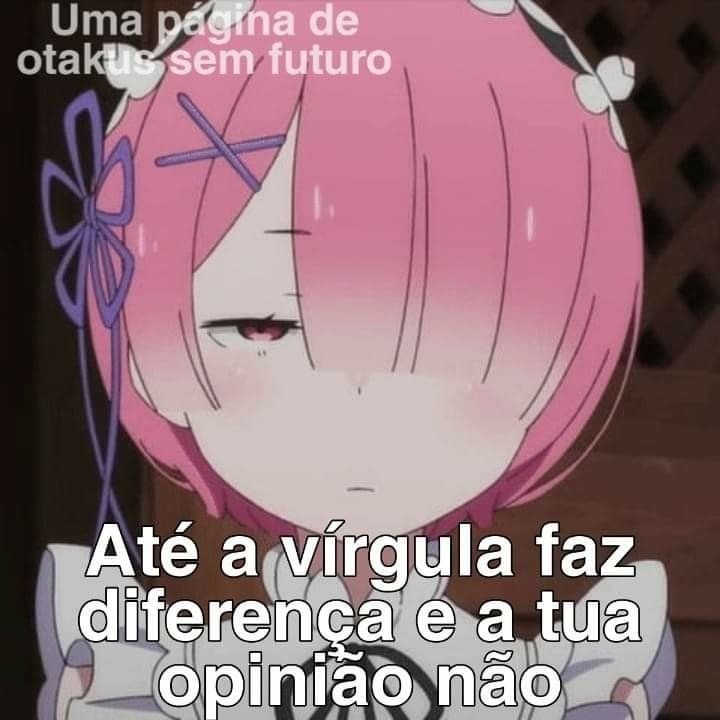 Uma página de
otakus sem futuro
Até a vírgula faz
diferença e a tua
opinião não